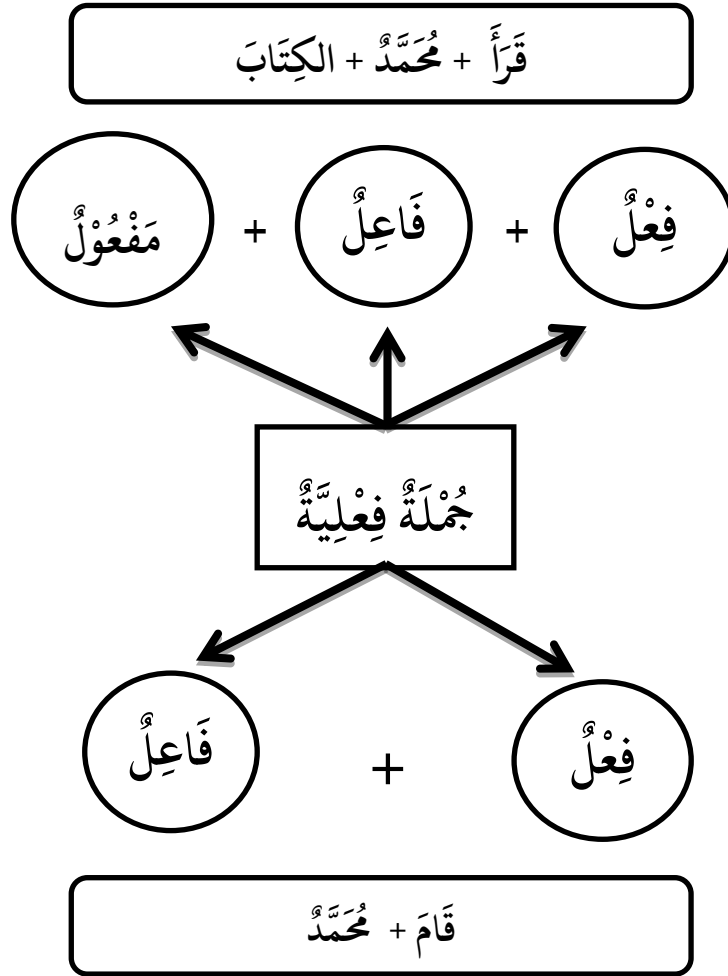 قَرَأَ + مُحَمَّدٌ + الكِتَابَ
فِعْلٌ + فَاعِلٌ + مَفْعُوْلٌ
جُمْلَةٌ فِعْلِيَّةٌ
فِعْلٌ + فَاعِلٌ
قَامَ + مُحَمَّدٌ